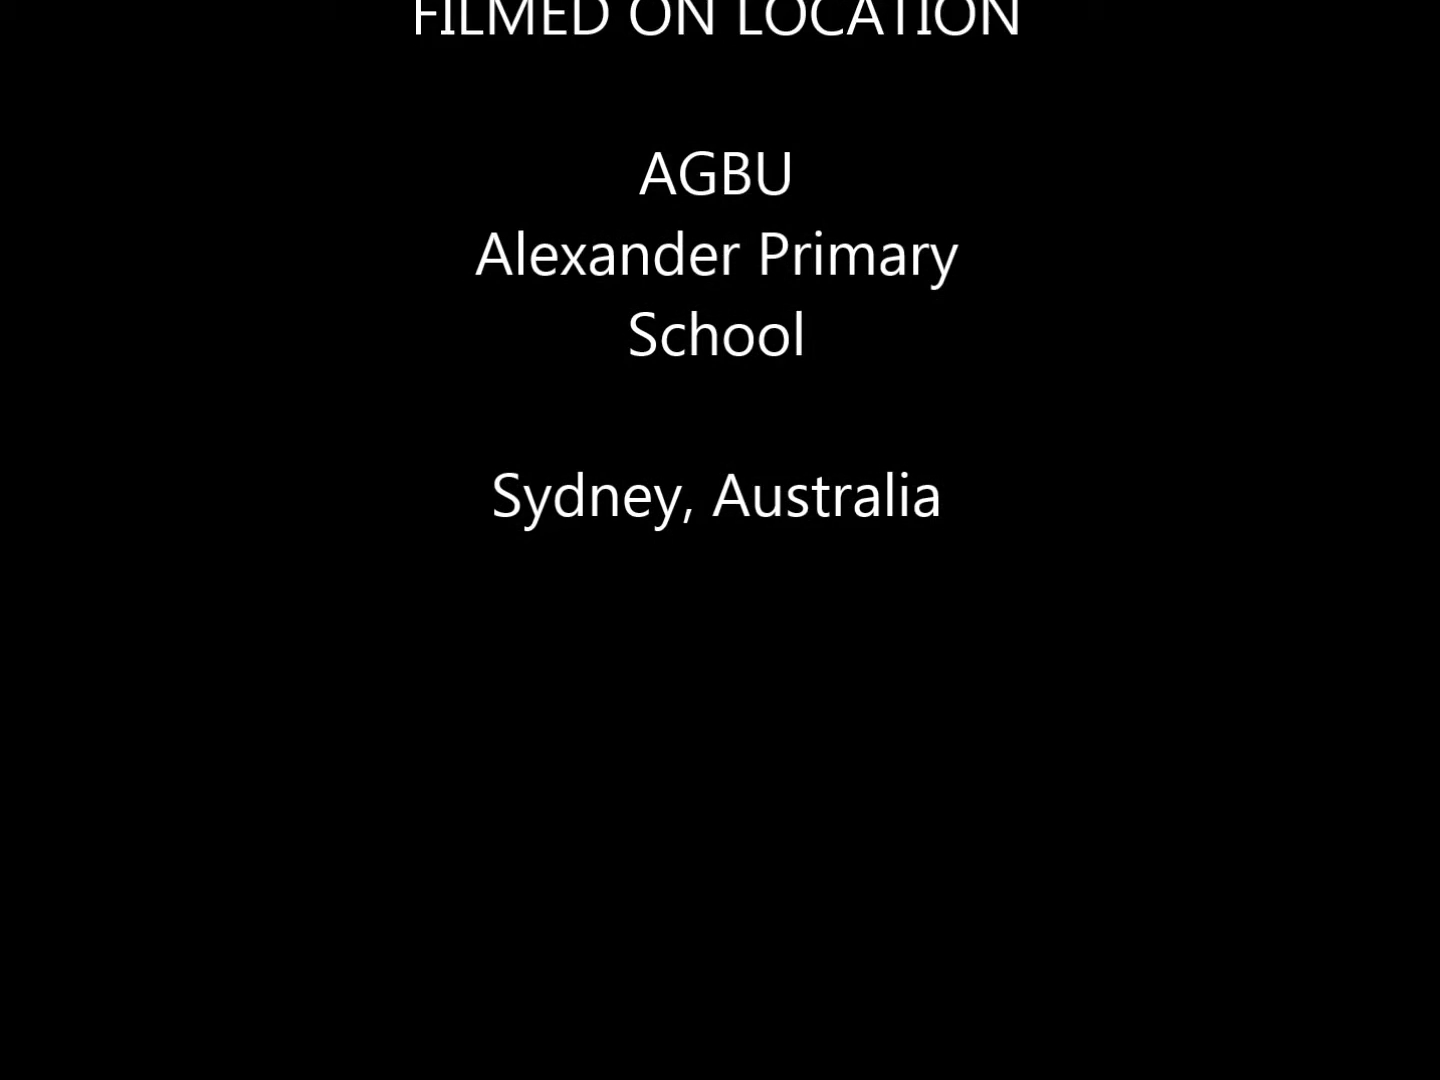 FILMED ON LOCATION
AGBU
Alexander Primary
School
Sydney, Australia